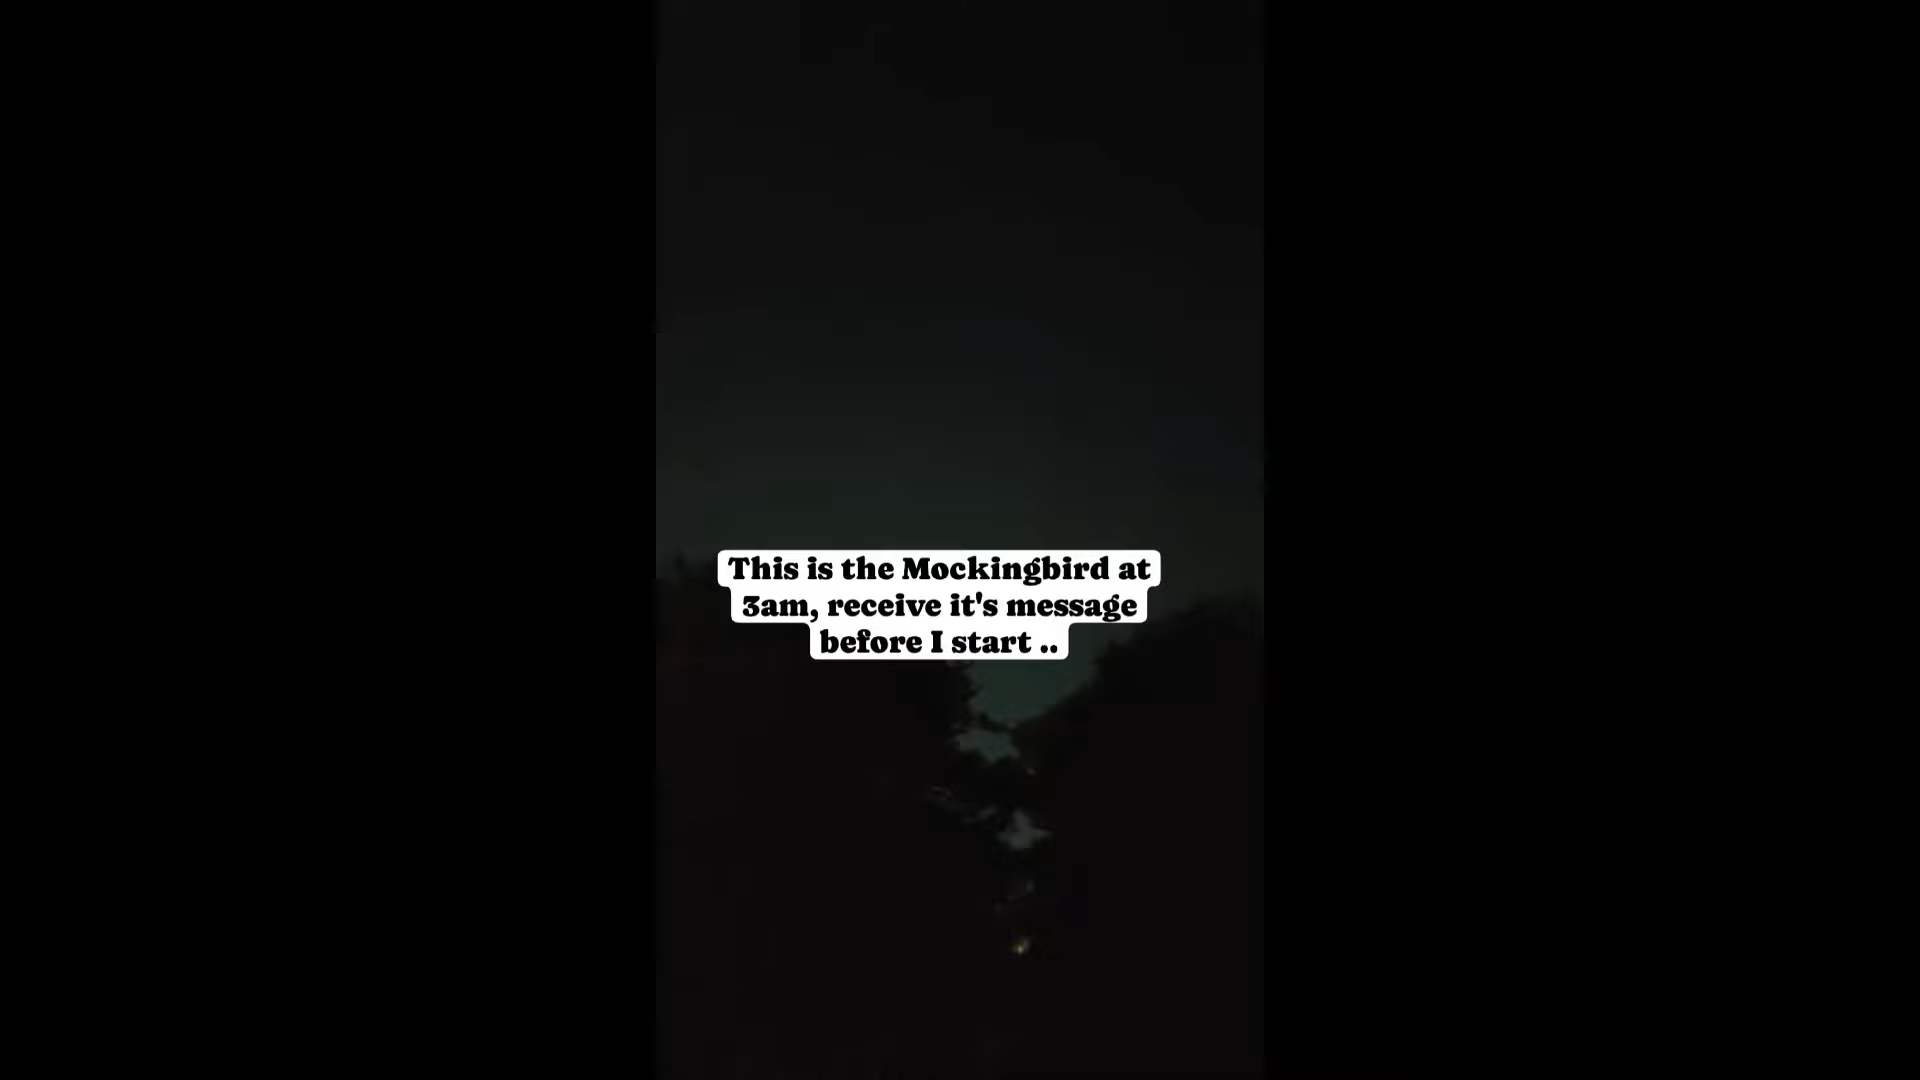 This is the Mockingbird at
3am, receive it's message
before I start ..